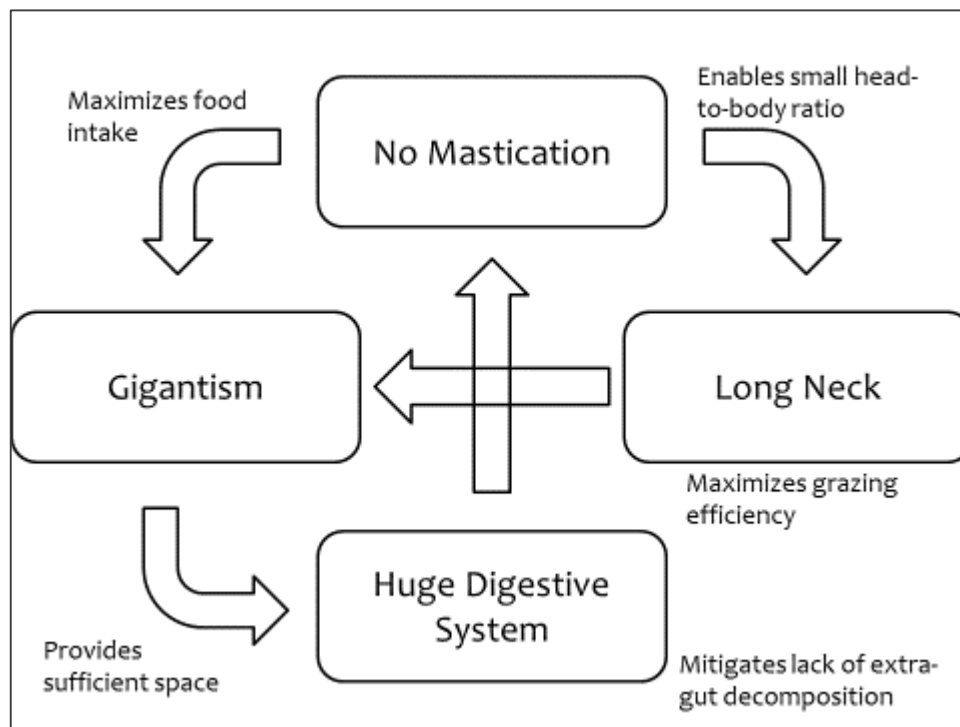 Maximizes food
intake
No Mastication
Enables small head-
to-body ratio
Gigantism
Long Neck
Maximizes grazing
efficiency
Huge Digestive
System
Provides
sufficient space
Mitigates lack of extra-
gut decomposition